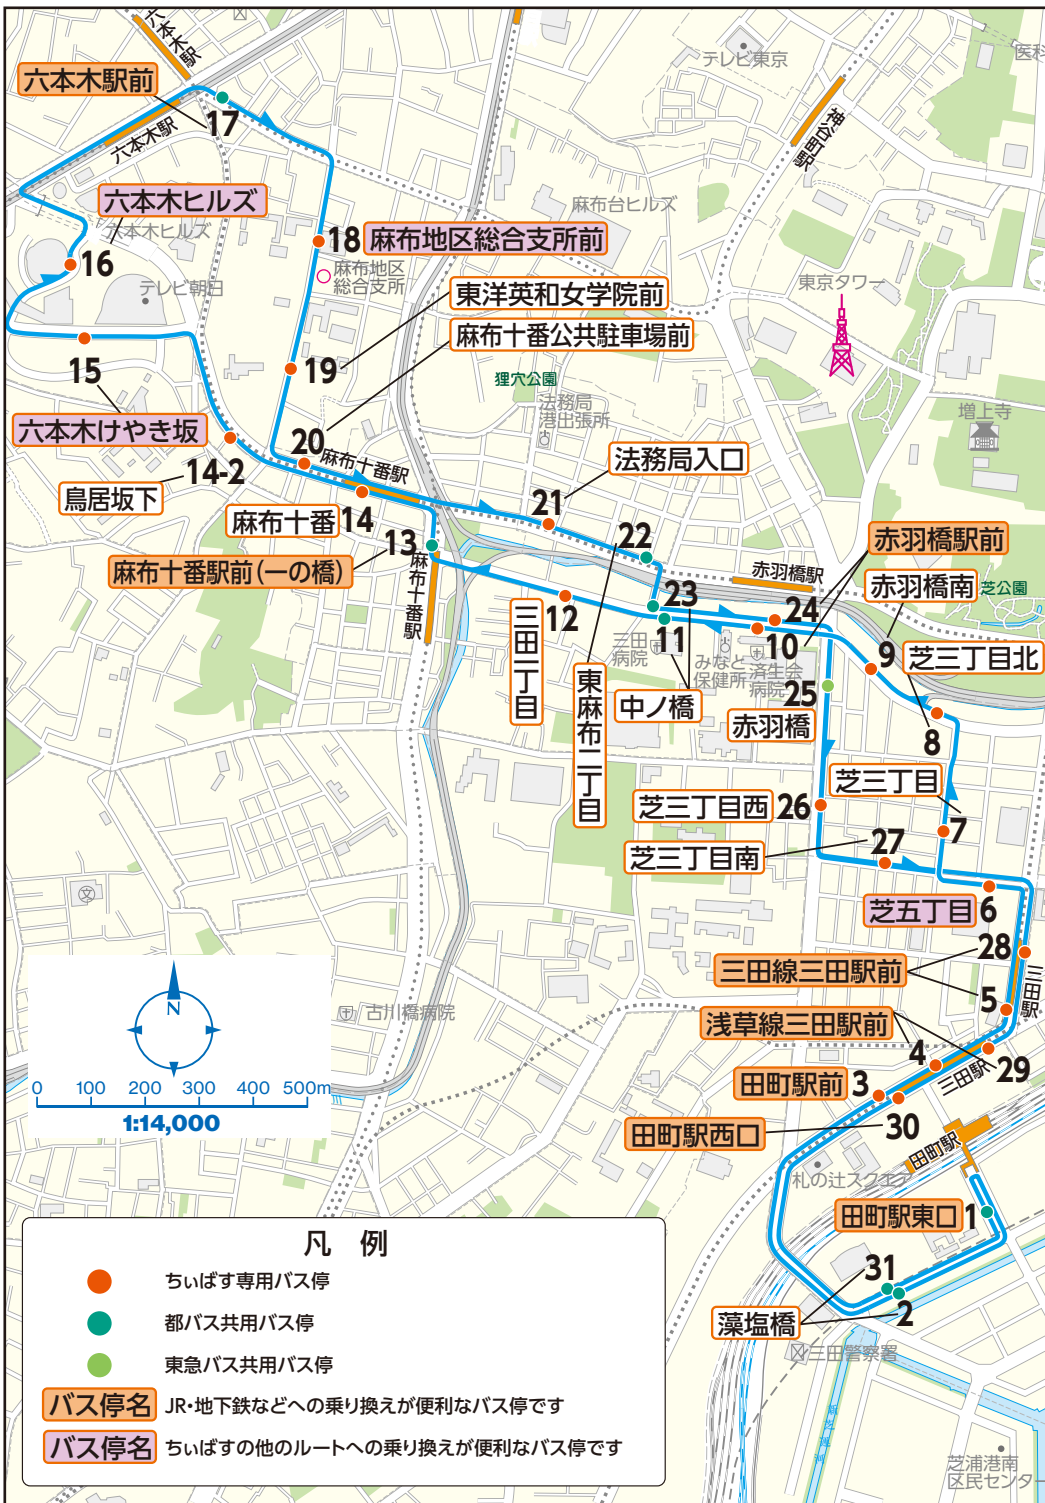 六本木駅
六本木駅前
17
六本木駅
テレビ東京
医科
神谷町駅
六本木ヒルズ
六本木ヒルズ
16
テレビ朝日
18
麻布地区総合支所前
麻布地区
総合支所
麻布台ヒルズ
東京タワー
東洋英和女学院前
麻布十番公共駐車場前
19
20
15
六本木けやき坂
14-2
鳥居坂下
狸穴公園
法務局
港出張所
増上寺
麻布十番駅
法務局入口
21
22
麻布十番
14
13
麻布十番駅前(一の橋)
麻布十番駅
赤羽橋駅前
赤羽橋駅
赤羽橋南
芝公園
12
三田一丁目
23
11
24
10
三田
病院
みなと
保健所
済生会
病院
9
芝三丁目北
東麻布二丁目
中ノ橋
25
赤羽橋
8
芝三丁目西
26
芝三丁目
7
27
芝三丁目南
芝五丁目
6
28
三田線三田駅前
5
三田駅
浅草線三田駅前
4
29
三田駅
田町駅前
3
30
田町駅西口
田町駅
札の辻スクエア
田町駅東口
1
31
2
藻塩橋
三田警察署
芝浦港南
区民センター
古川橋病院
N
0 100 200 300 400 500m
1:14,000
凡 例
ちぃばす専用バス停
都バス共用バス停
東急バス共用バス停
バス停名 JR・地下鉄などへの乗り換えが便利なバス停です
バス停名 ちぃばすの他のルートへの乗り換えが便利なバス停です